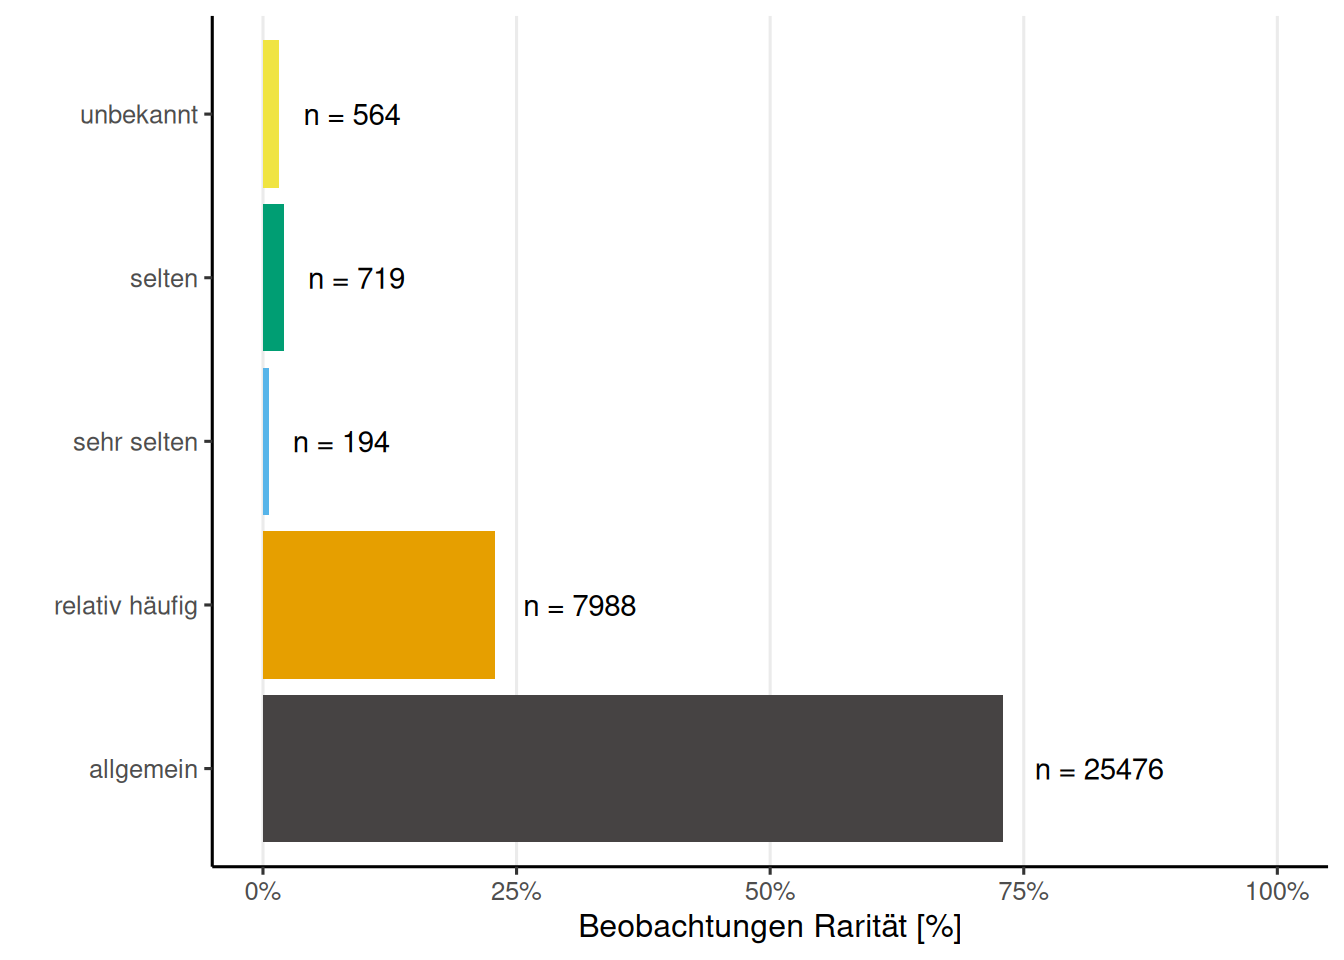 unbekannt
n = 564
selten
n = 719
sehr selten
n = 194
relativ häufig
n = 7988
allgemein
n = 25476
0%
25%
50%
75%
100%
Beobachtungen Rarität [%]